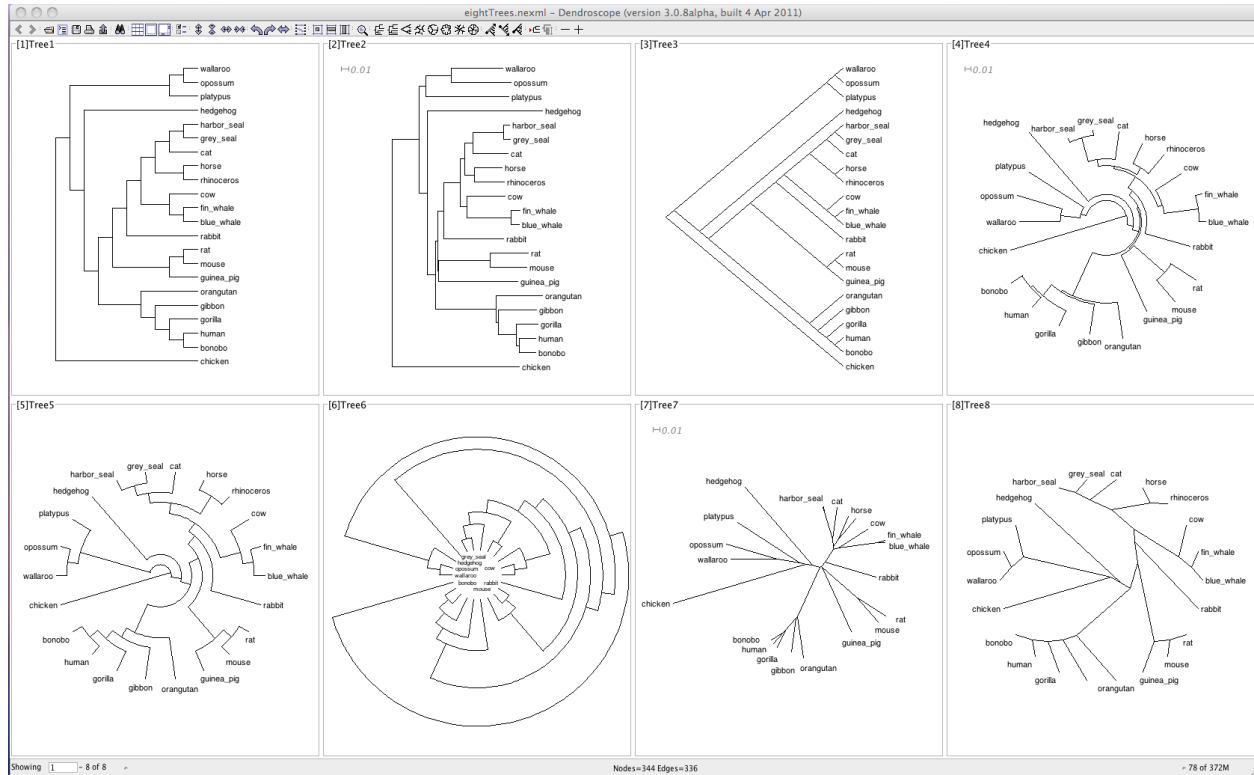 eightTrees.nexml - Dendroscope (version 3.0.8alpha, built 4 Apr 2011)
[1]Tree1
wallaroo
opossum
platypus
hedgehog
harbor_seal
grey_seal
cat
horse
rhinoceros
cow
fin_whale
blue_whale
rabbit
rat
mouse
guinea_pig
orangutan
gibbon
gorilla
human
bonobo
chicken
[2]Tree2
0.01
wallaroo
opossum
platypus
hedgehog
harbor_seal
grey_seal
cat
horse
rhinoceros
cow
fin_whale
blue_whale
rabbit
rat
mouse
guinea_pig
orangutan
gibbon
gorilla
human
bonobo
chicken
[3]Tree3
wallaroo
opossum
platypus
hedgehog
harbor_seal
grey_seal
cat
horse
rhinoceros
cow
fin_whale
blue_whale
rabbit
rat
mouse
guinea_pig
orangutan
gibbon
gorilla
human
bonobo
chicken
[4]Tree4
0.01
grey_seal
cat
hedgehog
harbor_seal
horse
rhinoceros
platypus
cow
opossum
fin_whale
wallaroo
blue_whale
chicken
rabbit
bonobo
rat
human
mouse
gorilla
guinea_pig
gibbon
orangutan
[5]Tree5
grey_seal
cat
harbor_seal
horse
hedgehog
rhinoceros
platypus
cow
opossum
fin_whale
wallaroo
blue_whale
chicken
rabbit
bonobo
rat
human
mouse
gorilla
guinea_pig
gibbon
orangutan
[6]Tree6
grey_seal
hedgehog
opossum
cow
wallaroo
bonobo
rabbit
mouse
[7]Tree7
0.01
hedgehog
harbor_seal
cat
horse
platypus
cow
fin_whale
opossum
blue_whale
wallaroo
rabbit
chicken
rat
mouse
bonobo
guinea_pig
human
gorilla
gibbon
orangutan
[8]Tree8
grey_seal
cat
harbor_seal
horse
hedgehog
rhinoceros
platypus
cow
opossum
fin_whale
wallaroo
blue_whale
chicken
rabbit
bonobo
rat
human
mouse
gorilla
guinea_pig
orangutan
Showing 1 - 8 of 8
Nodes=344 Edges=336
78 of 372M